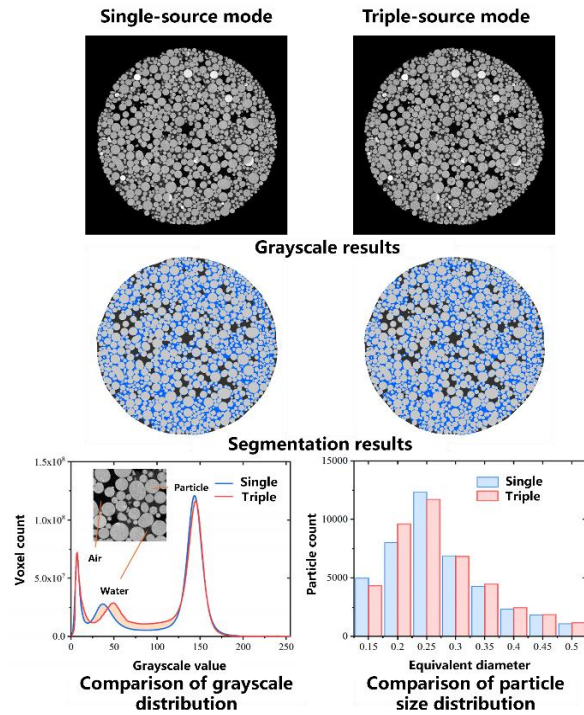 Single-source mode
Triple-source mode
Grayscale results
Segmentation results
1.5x10⁸
1.0x10⁸
5.0x10⁷
0.0
Voxel count
Particle
Air
Water
Single
Triple
0 50 100 150 200 250
Grayscale value
Comparison of grayscale
distribution
15000
10000
5000
0
Particle count
Single
Triple
0.15 0.2 0.25 0.3 0.35 0.4 0.45 0.5
Equivalent diameter
Comparison of particle
size distribution